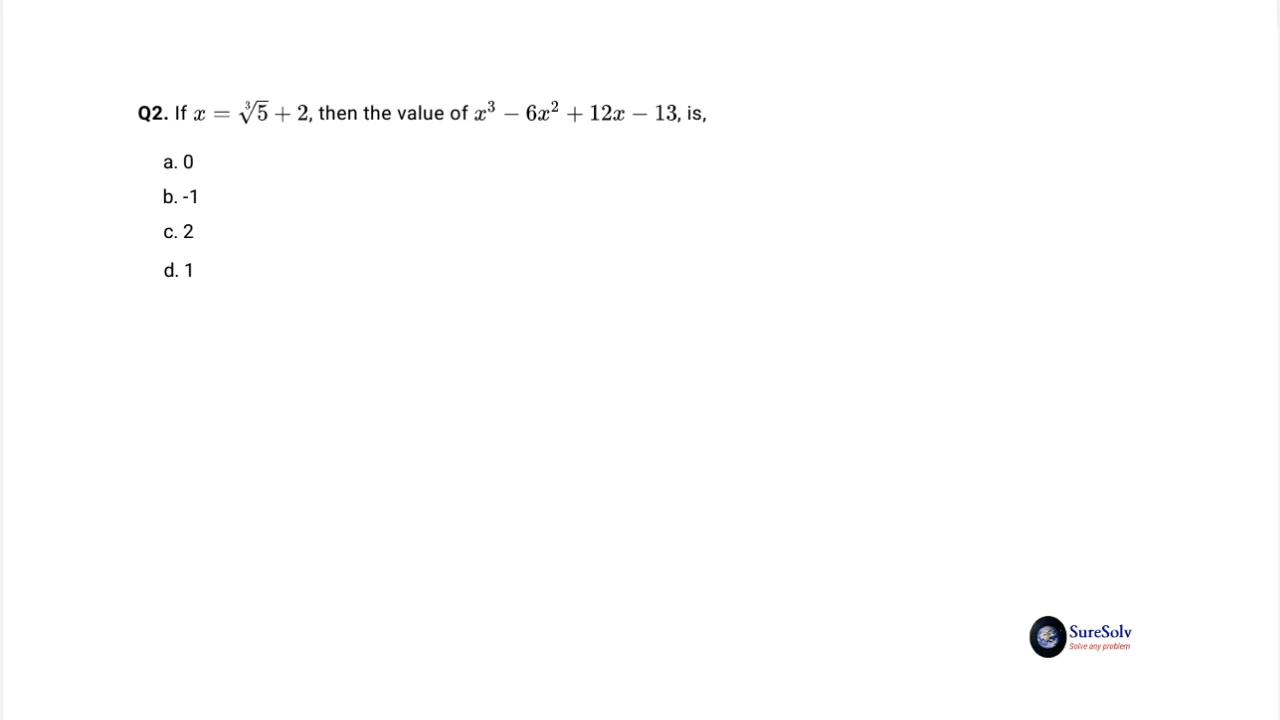 Q2. If x = ∛5 + 2, then the value of x³ − 6x² + 12x − 13, is,
a. 0
b. -1
c. 2
d. 1
SureSolv
Solve any problem